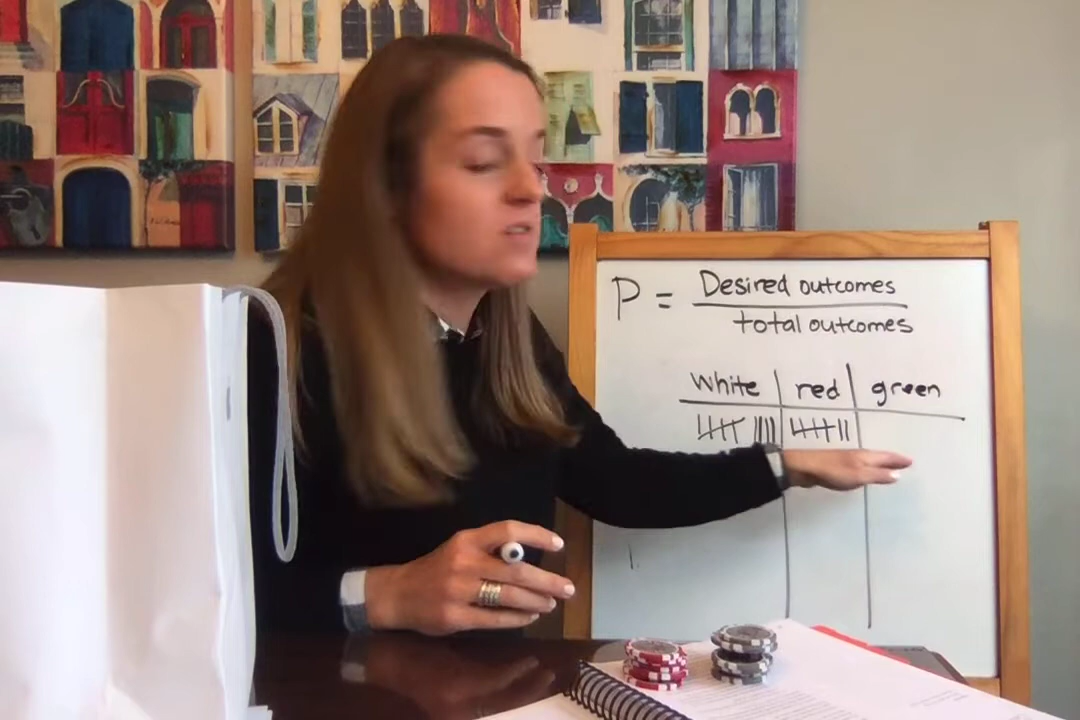 P = Desired outcomes
total outcomes
white red green